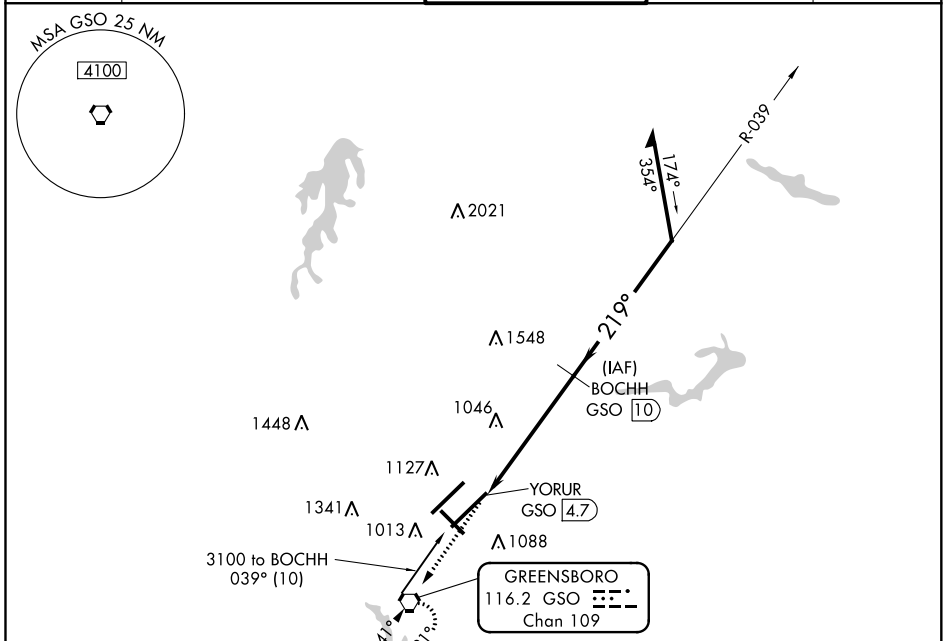 MSA GSO 25 NM
4100
R-039
174°
354°
2021
219°
1548
(IAF)
BOCHH
GSO 10
1046
1448
1127
YORUR
GSO 4.7
1341
1013
1088
3100 to BOCHH
039° (10)
GREENSBORO
116.2 GSO
Chan 109